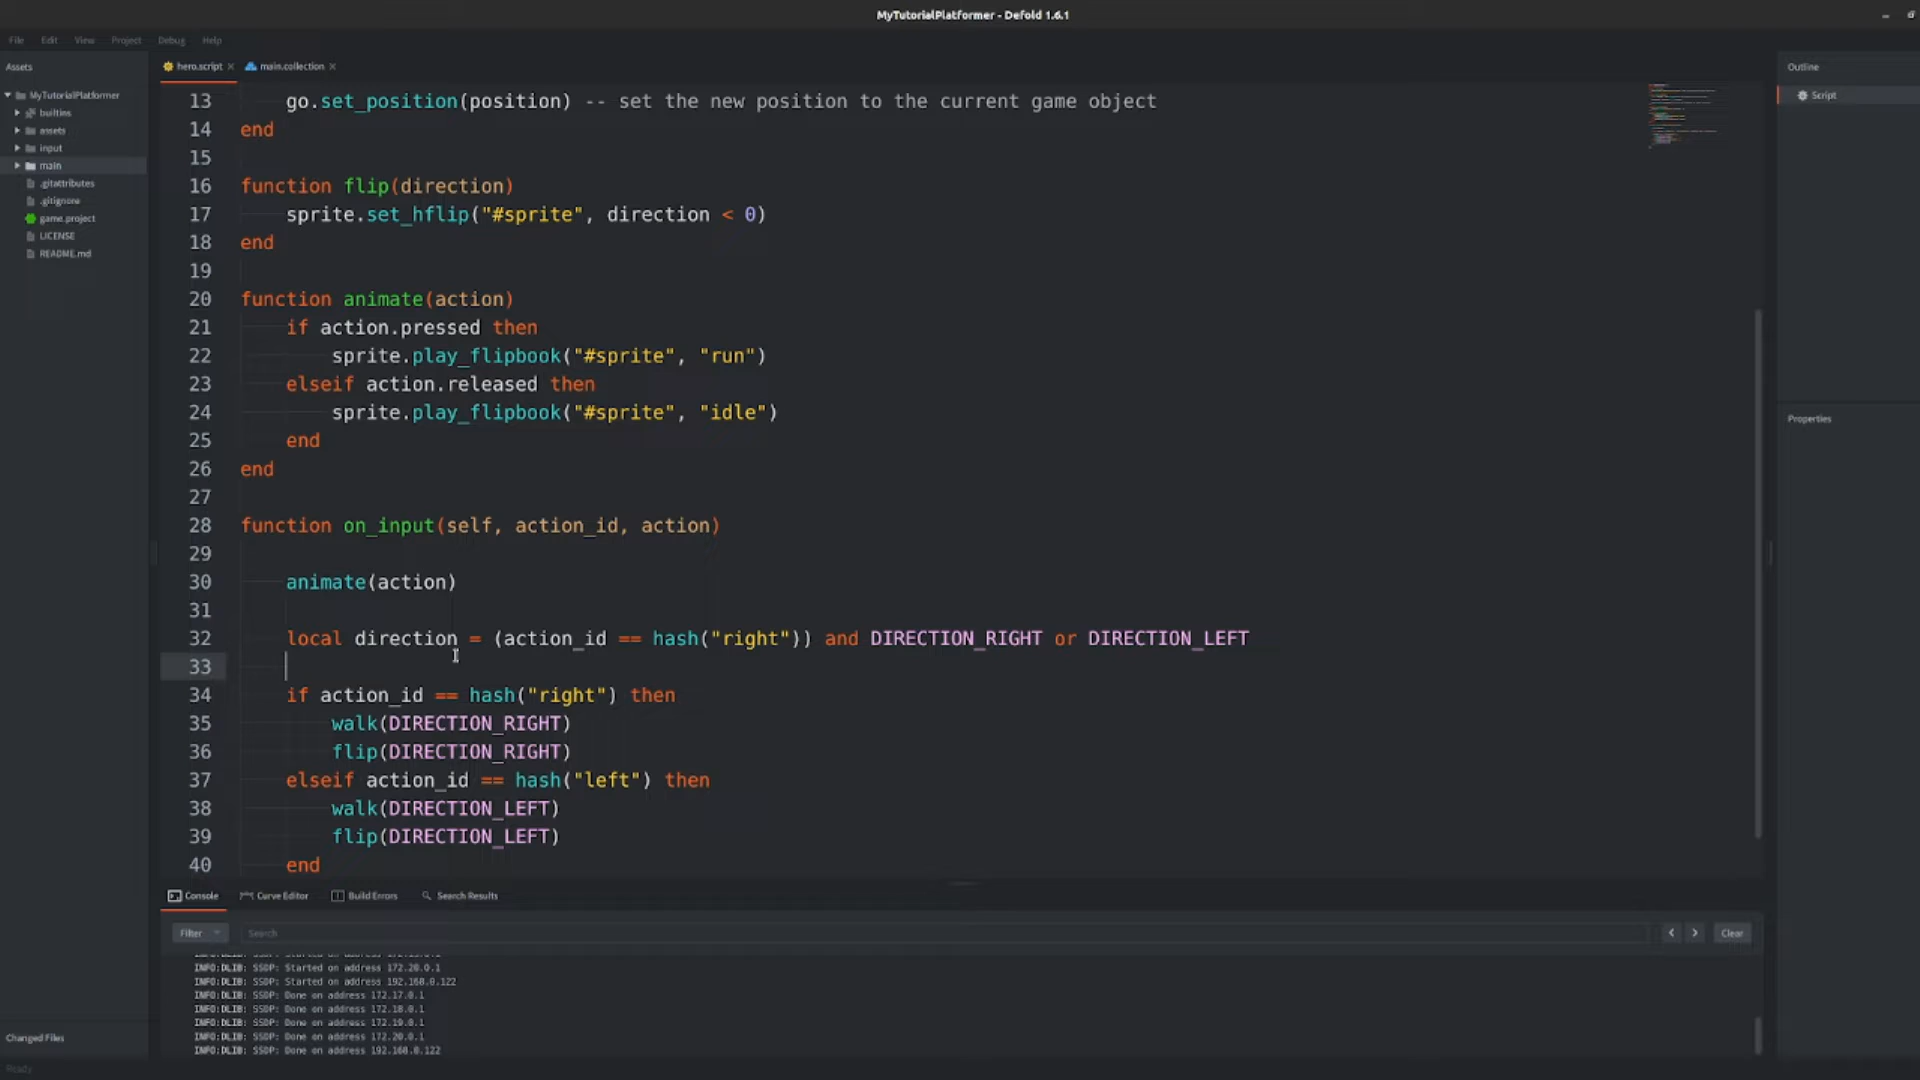 MyTutorialPlatformer - Defold 1.6.1
File Edit View Project Debug Help
Assets
MyTutorialPlatformer
builtins
assets
input
main
.gitattributes
.gitignore
game.project
LICENSE
README.md
Changed Files
Ready
hero.script main.collection
13 go.set_position(position) -- set the new position to the current game object
14 end
15
16 function flip(direction)
17 sprite.set_hflip("#sprite", direction < 0)
18 end
19
20 function animate(action)
21 if action.pressed then
22 sprite.play_flipbook("#sprite", "run")
23 elseif action.released then
24 sprite.play_flipbook("#sprite", "idle")
25 end
26 end
27
28 function on_input(self, action_id, action)
29
30 animate(action)
31
32 local direction = (action_id == hash("right")) and DIRECTION_RIGHT or DIRECTION_LEFT
33
34 if action_id == hash("right") then
35 walk(DIRECTION_RIGHT)
36 flip(DIRECTION_RIGHT)
37 elseif action_id == hash("left") then
38 walk(DIRECTION_LEFT)
39 flip(DIRECTION_LEFT)
40 end
Console Curve Editor Build Errors Search Results
Filter Search Clear
INFO:DLIB: SSDP: Started on address 172.20.0.1
INFO:DLIB: SSDP: Started on address 192.168.0.122
INFO:DLIB: SSDP: Done on address 172.17.0.1
INFO:DLIB: SSDP: Done on address 172.18.0.1
INFO:DLIB: SSDP: Done on address 172.19.0.1
INFO:DLIB: SSDP: Done on address 172.20.0.1
INFO:DLIB: SSDP: Done on address 192.168.0.122
Outline
Script
Properties